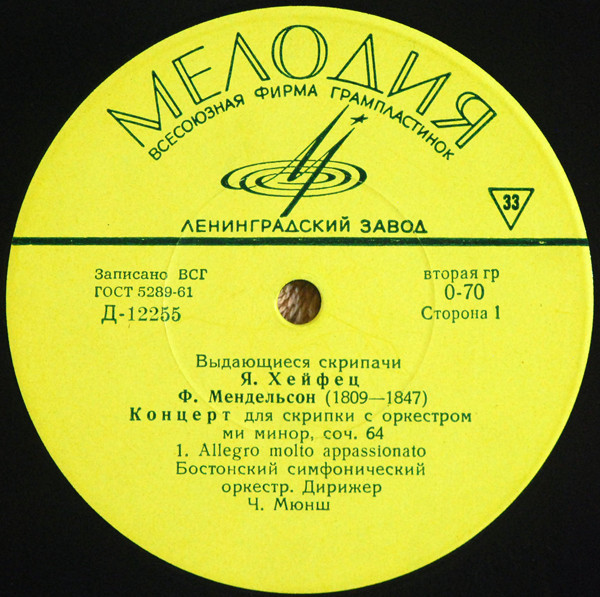 МЕЛОДИЯ
ВСЕСОЮЗНАЯ ФИРМА ГРАМПЛАСТИНОК
33
ЛЕНИНГРАДСКИЙ ЗАВОД
Записано ВСГ
ГОСТ 5289-61
Д-12255
вторая гр
0-70
Сторона 1
Выдающиеся скрипачи
Я. Хейфец
Ф. Мендельсон (1809—1847)
Концерт для скрипки с оркестром
ми минор, соч. 64
1. Allegro molto appassionato
Бостонский симфонический
оркестр. Дирижер
Ч. Мюнш